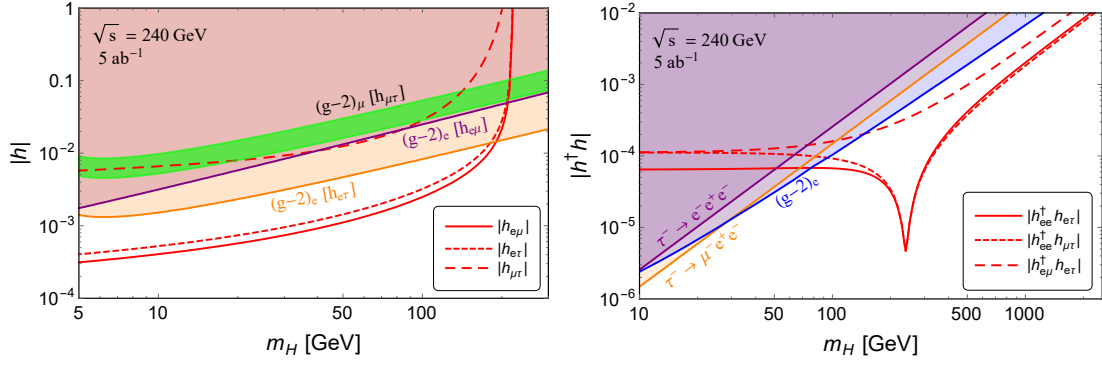 √s = 240 GeV
5 ab⁻¹
(g−2)μ [hμτ]
(g−2)e [heμ]
(g−2)e [heτ]
|heμ|
|heτ|
|hμτ|
1
0.1
10⁻²
10⁻³
10⁻⁴
|h|
5
10
50
100
mH [GeV]
√s = 240 GeV
5 ab⁻¹
τ⁻ → e⁻e⁺e⁻
τ⁻ → μ⁻e⁺e⁻
(g−2)e
|h†ee heτ|
|h†ee hμτ|
|h†eμ heτ|
10⁻²
10⁻³
10⁻⁴
10⁻⁵
10⁻⁶
|h†h|
10
50
100
500
1000
mH [GeV]